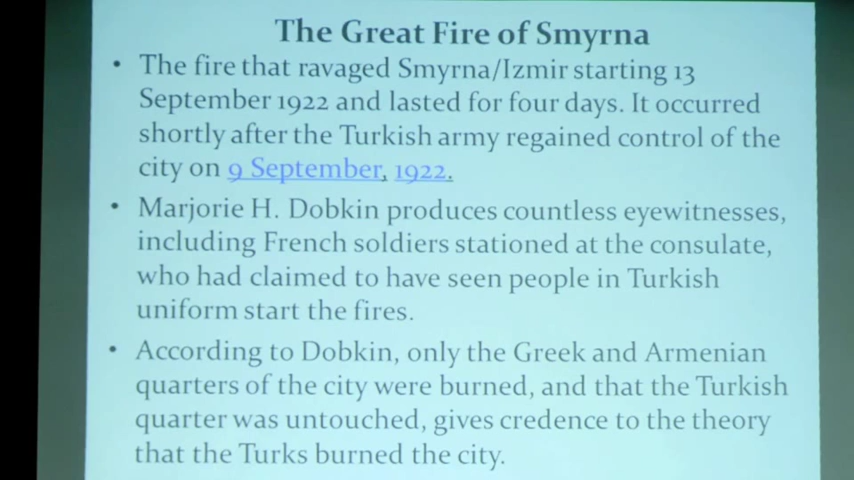 The Great Fire of Smyrna
• The fire that ravaged Smyrna/Izmir starting 13
September 1922 and lasted for four days. It occurred
shortly after the Turkish army regained control of the
city on 9 September, 1922.
• Marjorie H. Dobkin produces countless eyewitnesses,
including French soldiers stationed at the consulate,
who had claimed to have seen people in Turkish
uniform start the fires.
• According to Dobkin, only the Greek and Armenian
quarters of the city were burned, and that the Turkish
quarter was untouched, gives credence to the theory
that the Turks burned the city.